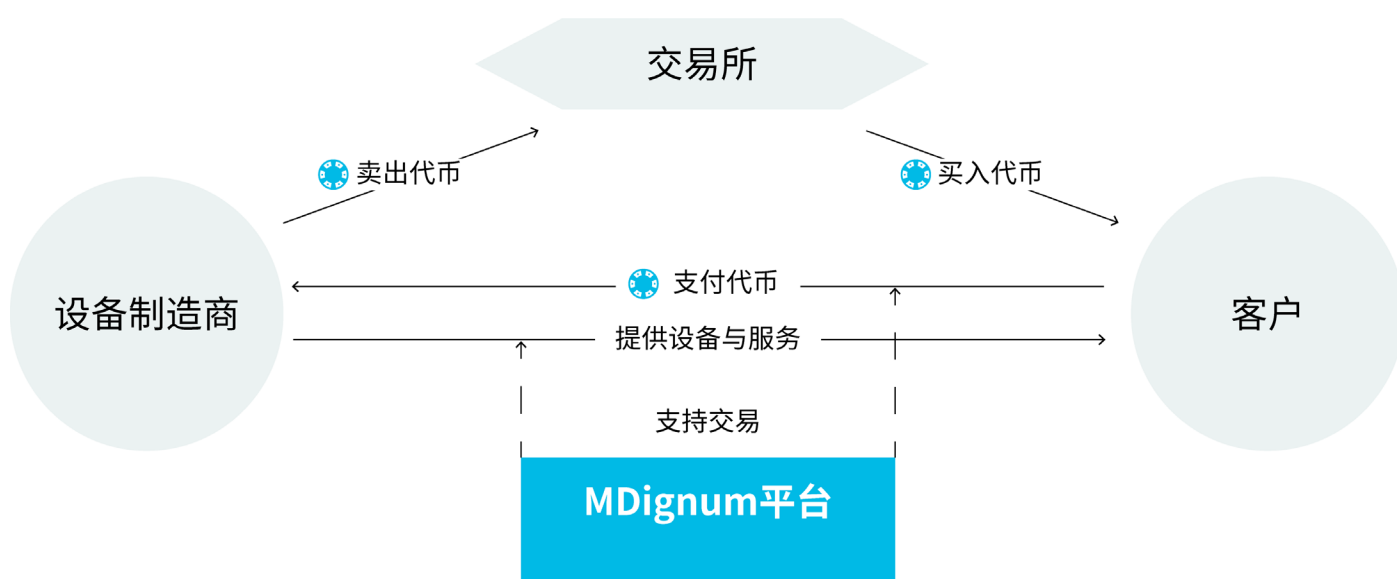 交易所
卖出代币
买入代币
支付代币
设备制造商
客户
提供设备与服务
支持交易
MDignum平台